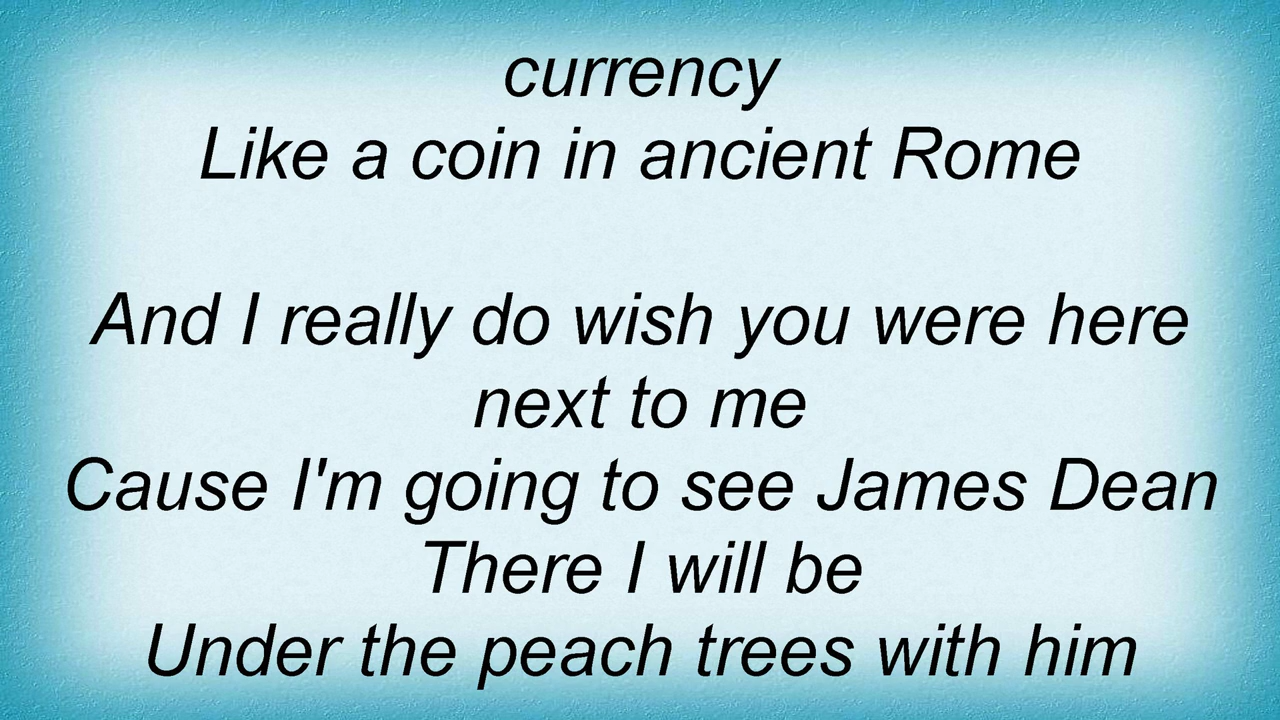 currency
Like a coin in ancient Rome
And I really do wish you were here
next to me
Cause I'm going to see James Dean
There I will be
Under the peach trees with him